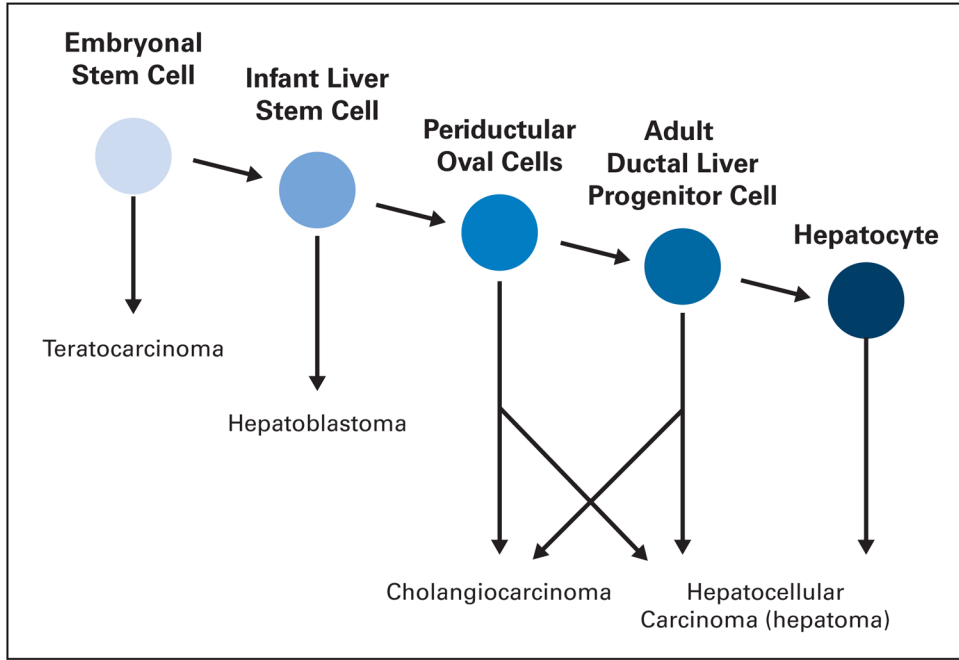 Embryonal
Stem Cell
Infant Liver
Stem Cell
Periductular
Oval Cells
Adult
Ductal Liver
Progenitor Cell
Hepatocyte
Teratocarcinoma
Hepatoblastoma
Cholangiocarcinoma
Hepatocellular
Carcinoma (hepatoma)